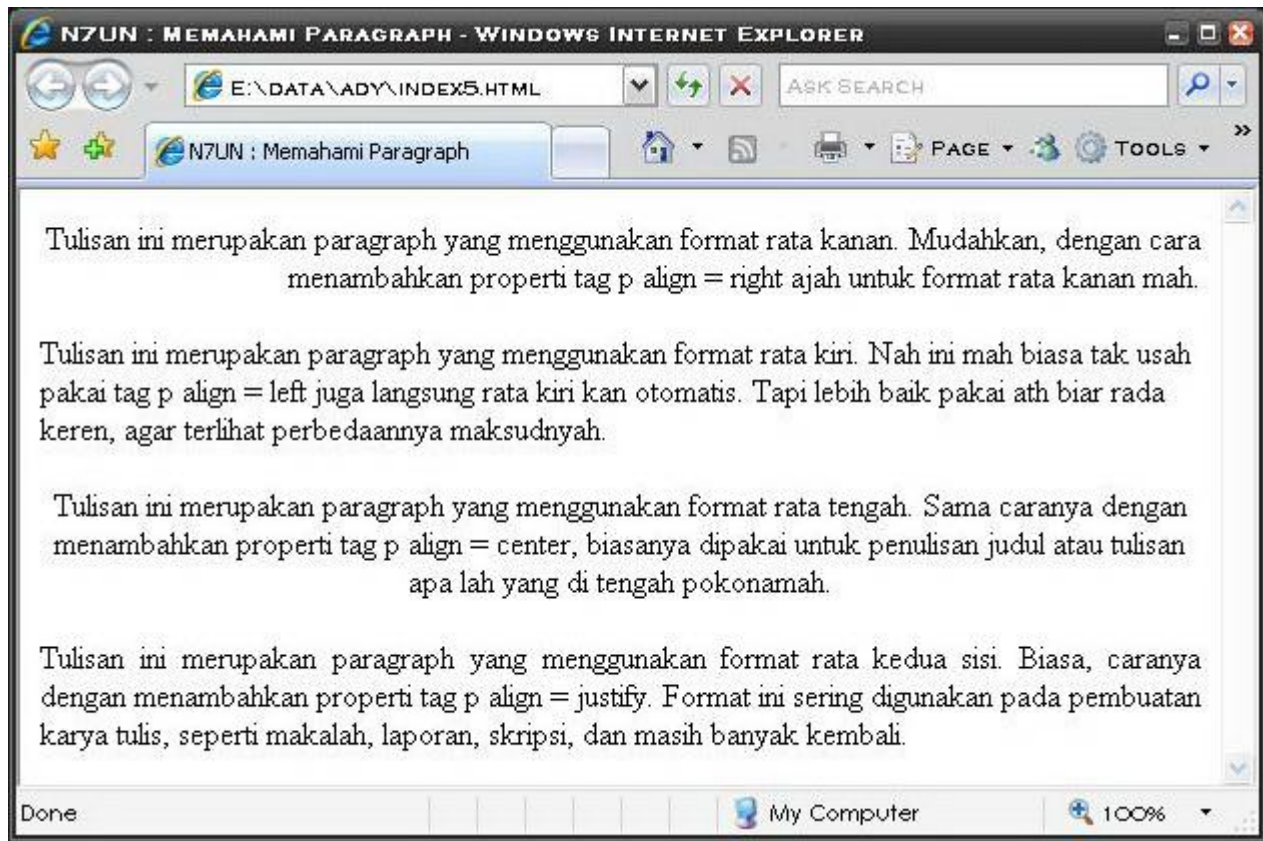 N7UN : MEMAHAMI PARAGRAPH - WINDOWS INTERNET EXPLORER
E:\DATA\ADY\INDEX5.HTML
ASK SEARCH
N7UN : Memahami Paragraph
PAGE
TOOLS
Tulisan ini merupakan paragraph yang menggunakan format rata kanan. Mudahkan, dengan cara
menambahkan properti tag p align = right ajah untuk format rata kanan mah.
Tulisan ini merupakan paragraph yang menggunakan format rata kiri. Nah ini mah biasa tak usah
pakai tag p align = left juga langsung rata kiri kan otomatis. Tapi lebih baik pakai ath biar rada
keren, agar terlihat perbedaannya maksudnyah.
Tulisan ini merupakan paragraph yang menggunakan format rata tengah. Sama caranya dengan
menambahkan properti tag p align = center, biasanya dipakai untuk penulisan judul atau tulisan
apa lah yang di tengah pokonamah.
Tulisan ini merupakan paragraph yang menggunakan format rata kedua sisi. Biasa, caranya
dengan menambahkan properti tag p align = justify. Format ini sering digunakan pada pembuatan
karya tulis, seperti makalah, laporan, skripsi, dan masih banyak kembali.
Done
My Computer
100%